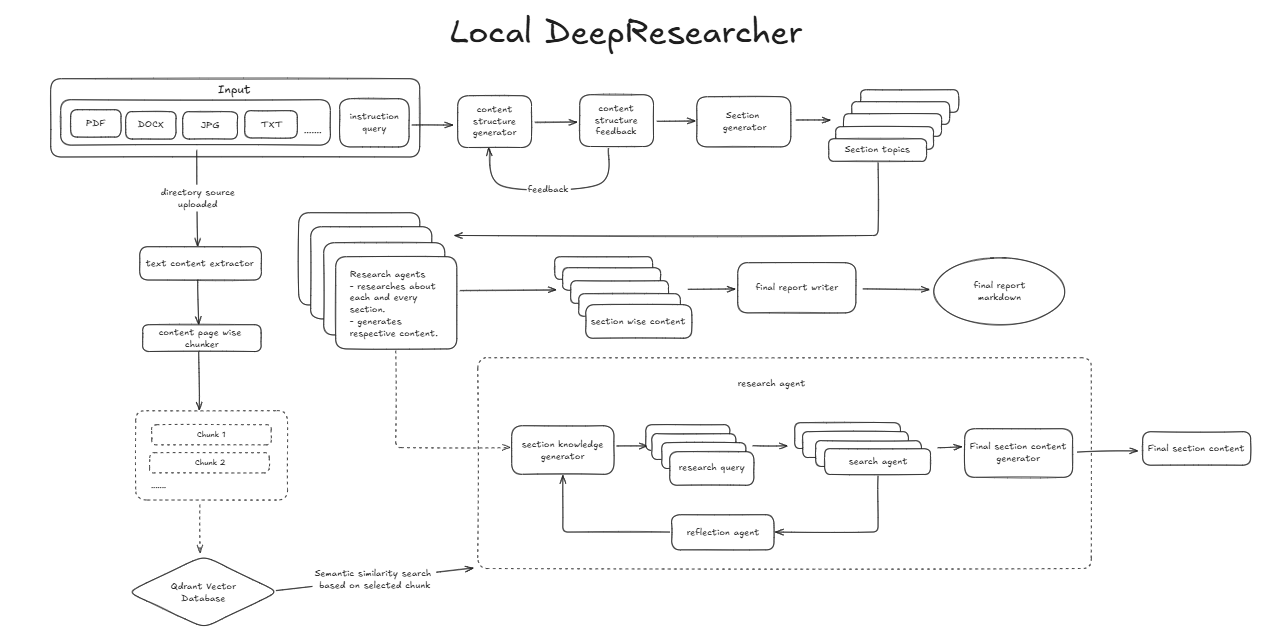 Local DeepResearcher
Input
PDF
DOCX
JPG
TXT
.......
instruction
query
content
structure
generator
content
structure
feedback
Section
generator
Section topics
feedback
directory source
uploaded
text content extractor
content page wise
chunker
Chunk 1
Chunk 2
.......
Qdrant Vector
Database
Semantic similarity search
based on selected chunk
Research agents
- researches about
each and every
section.
- generates
respective content.
section wise content
final report writer
final report
markdown
research agent
section knowledge
generator
research query
search agent
Final section content
generator
Final section content
reflection agent